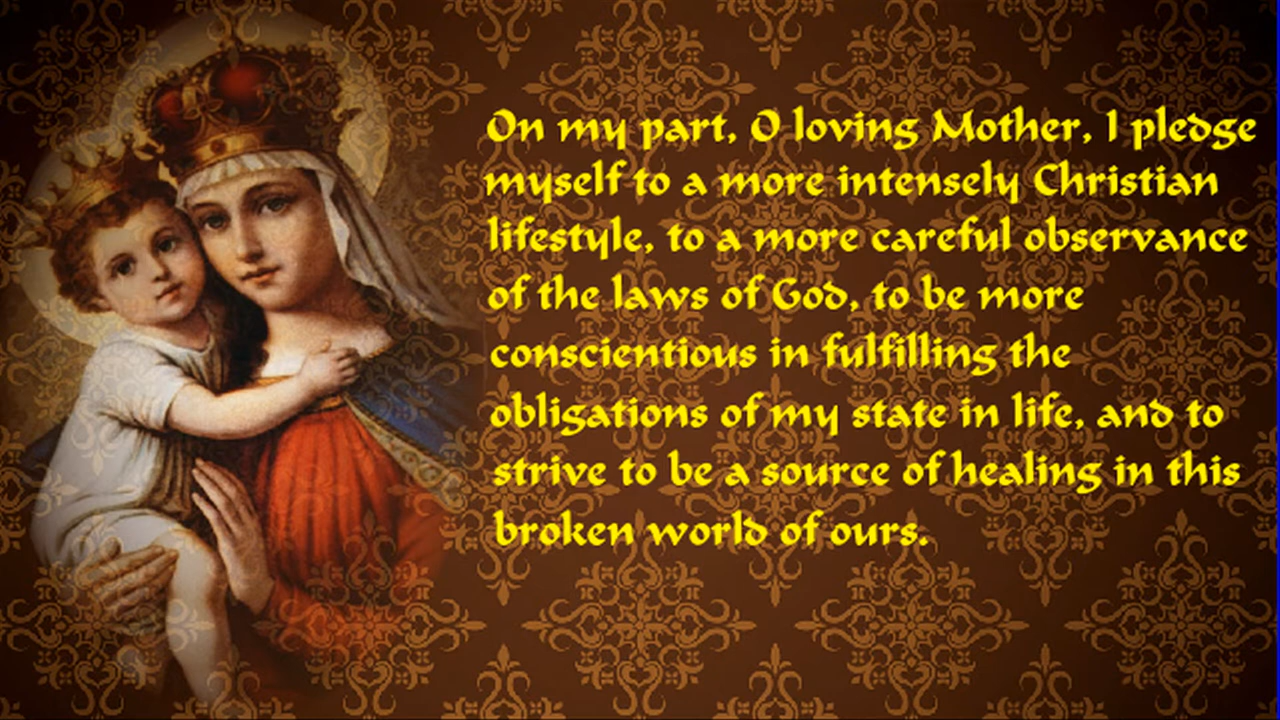 On my part, O loving Mother, I pledge
myself to a more intensely Christian
lifestyle, to a more careful observance
of the laws of God, to be more
conscientious in fulfilling the
obligations of my state in life, and to
strive to be a source of healing in this
broken world of ours.